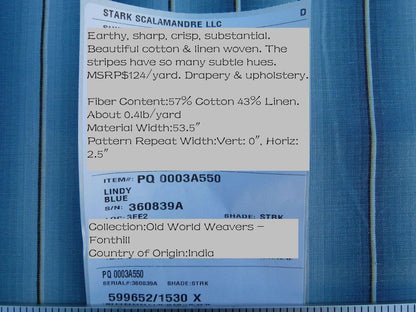 STARK SCALAMANDRE LLC
Earthy, sharp, crisp, substantial.
Beautiful cotton & linen woven. The
stripes have so many subtle hues.
MSRP$124/yard. Drapery & upholstery.
Fiber Content:57% Cotton 43% Linen.
About 0.4lb/yard
Material Width:53.5"
Pattern Repeat Width:Vert: 0", Horiz:
2.5"
ITEM#: PQ 0003A550
LINDY
BLUE
S/N: 360839A
SHADE: STRK
Collection:Old World Weavers –
Fonthill
Country of Origin:India
PQ 0003A550
SERIAL#:360839A SHADE:STRK
599652/1530 X